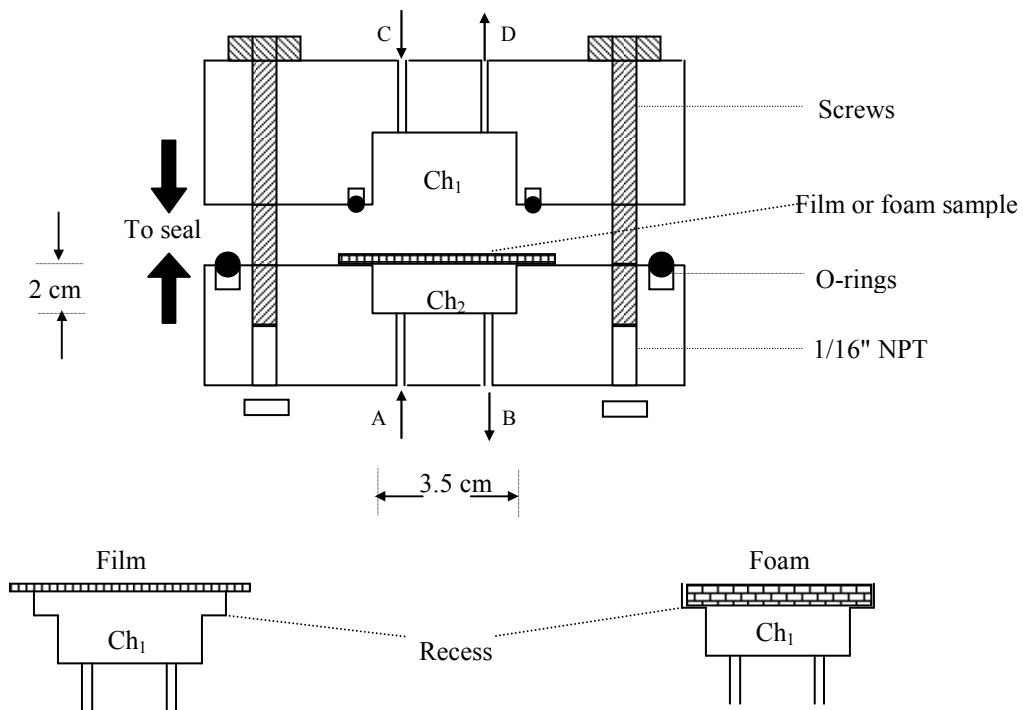 C
D
Screws
Ch₁
Film or foam sample
To seal
O-rings
2 cm
Ch₂
1/16" NPT
A
B
3.5 cm
Film
Foam
Ch₁
Recess
Ch₁